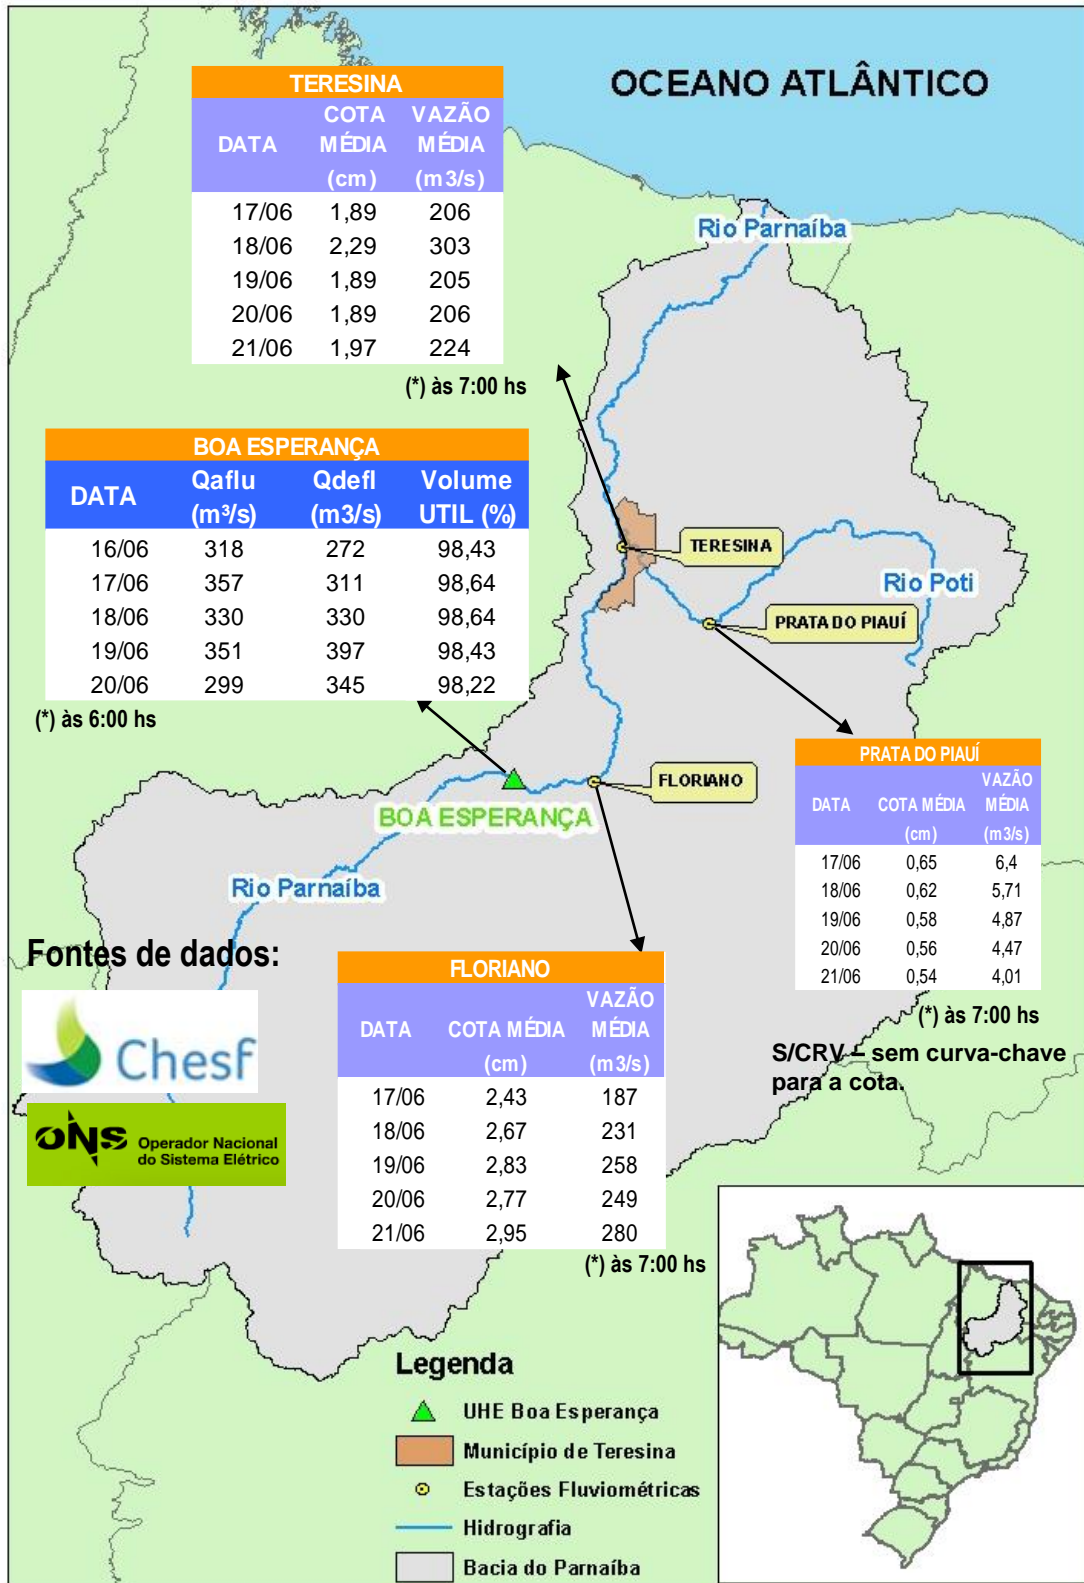 OCEANO ATLÂNTICO
TERESINA
DATA COTA MÉDIA (cm) VAZÃO MÉDIA (m3/s)
17/06 1,89 206
18/06 2,29 303
19/06 1,89 205
20/06 1,89 206
21/06 1,97 224
(*) às 7:00 hs
Rio Parnaíba
BOA ESPERANÇA
DATA Qaflu (m³/s) Qdefl (m3/s) Volume UTIL (%)
16/06 318 272 98,43
17/06 357 311 98,64
18/06 330 330 98,64
19/06 351 397 98,43
20/06 299 345 98,22
(*) às 6:00 hs
TERESINA
Rio Poti
PRATA DO PIAUÍ
FLORIANO
BOA ESPERANÇA
Rio Parnaíba
PRATA DO PIAUÍ
DATA COTA MÉDIA (cm) VAZÃO MÉDIA (m3/s)
17/06 0,65 6,4
18/06 0,62 5,71
19/06 0,58 4,87
20/06 0,56 4,47
21/06 0,54 4,01
(*) às 7:00 hs
S/CRV – sem curva-chave
para a cota.
Fontes de dados:
Chesf
ONS Operador Nacional
do Sistema Elétrico
FLORIANO
DATA COTA MÉDIA (cm) VAZÃO MÉDIA (m3/s)
17/06 2,43 187
18/06 2,67 231
19/06 2,83 258
20/06 2,77 249
21/06 2,95 280
(*) às 7:00 hs
Legenda
UHE Boa Esperança
Município de Teresina
Estações Fluviométricas
Hidrografia
Bacia do Parnaíba